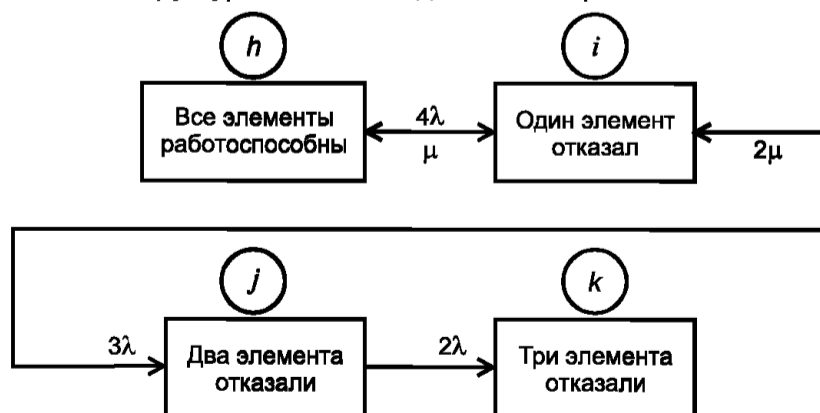 h
i
Все элементы
работоспособны
4λ
μ
Один элемент
отказал
2μ
j
k
3λ
Два элемента
отказали
2λ
Три элемента
отказали